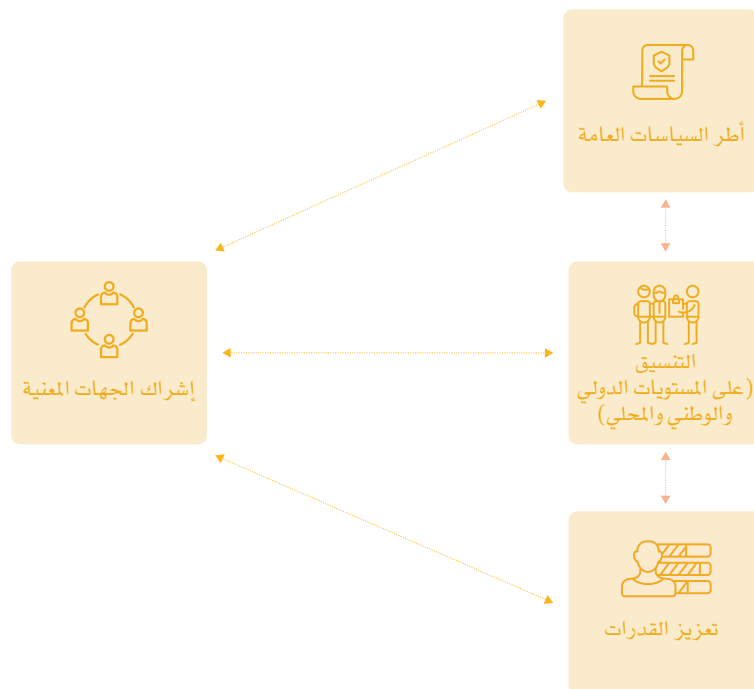 أطر السياسات العامة
التنسيق
(على المستويات الدولي
والوطني والمحلي)
إشراك الجهات المعنية
تعزيز القدرات